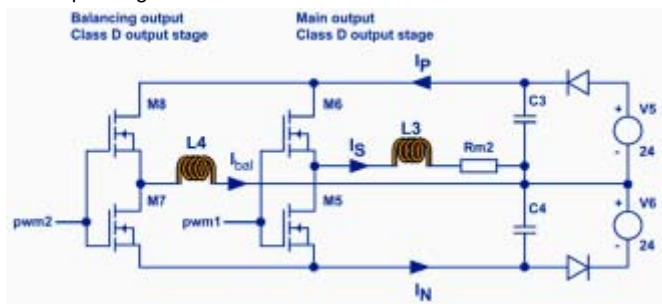 Balancing output
Class D output stage
Main output
Class D output stage
IP
M8
M6
C3
V5
+
-
24
L4
Ibal
IS
L3
Rm2
M7
M5
pwm2
pwm1
C4
V6
+
-
24
IN